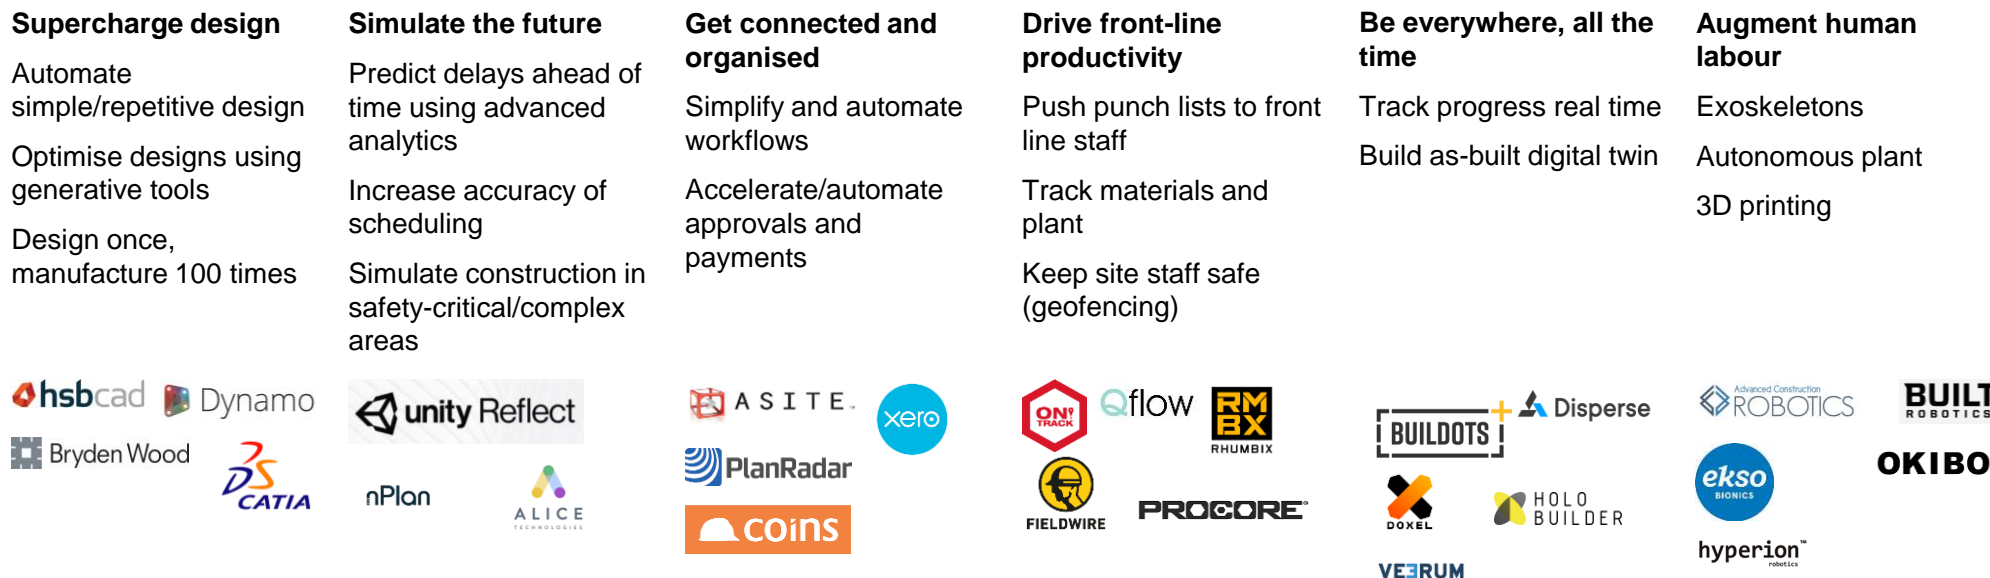 Supercharge design
Automate
simple/repetitive design
Optimise designs using
generative tools
Design once,
manufacture 100 times
hsbcad
Dynamo
Bryden Wood
DS
CATIA
Simulate the future
Predict delays ahead of
time using advanced
analytics
Increase accuracy of
scheduling
Simulate construction in
safety-critical/complex
areas
unity Reflect
nPlan
ALICE
TECHNOLOGIES
Get connected and
organised
Simplify and automate
workflows
Accelerate/automate
approvals and
payments
ASITE
xero
PlanRadar
coins
Drive front-line
productivity
Push punch lists to front
line staff
Track materials and
plant
Keep site staff safe
(geofencing)
ON!
TRACK
Qflow
RM
BX
RHUMBIX
FIELDWIRE
PROCORE
Be everywhere, all the
time
Track progress real time
Build as-built digital twin
BUILDOTS
Disperse
DOXEL
HOLO
BUILDER
VEERUM
Augment human
labour
Exoskeletons
Autonomous plant
3D printing
Advanced Construction
ROBOTICS
BUILT
ROBOTICS
ekso
BIONICS
OKIBO
hyperion™
robotics